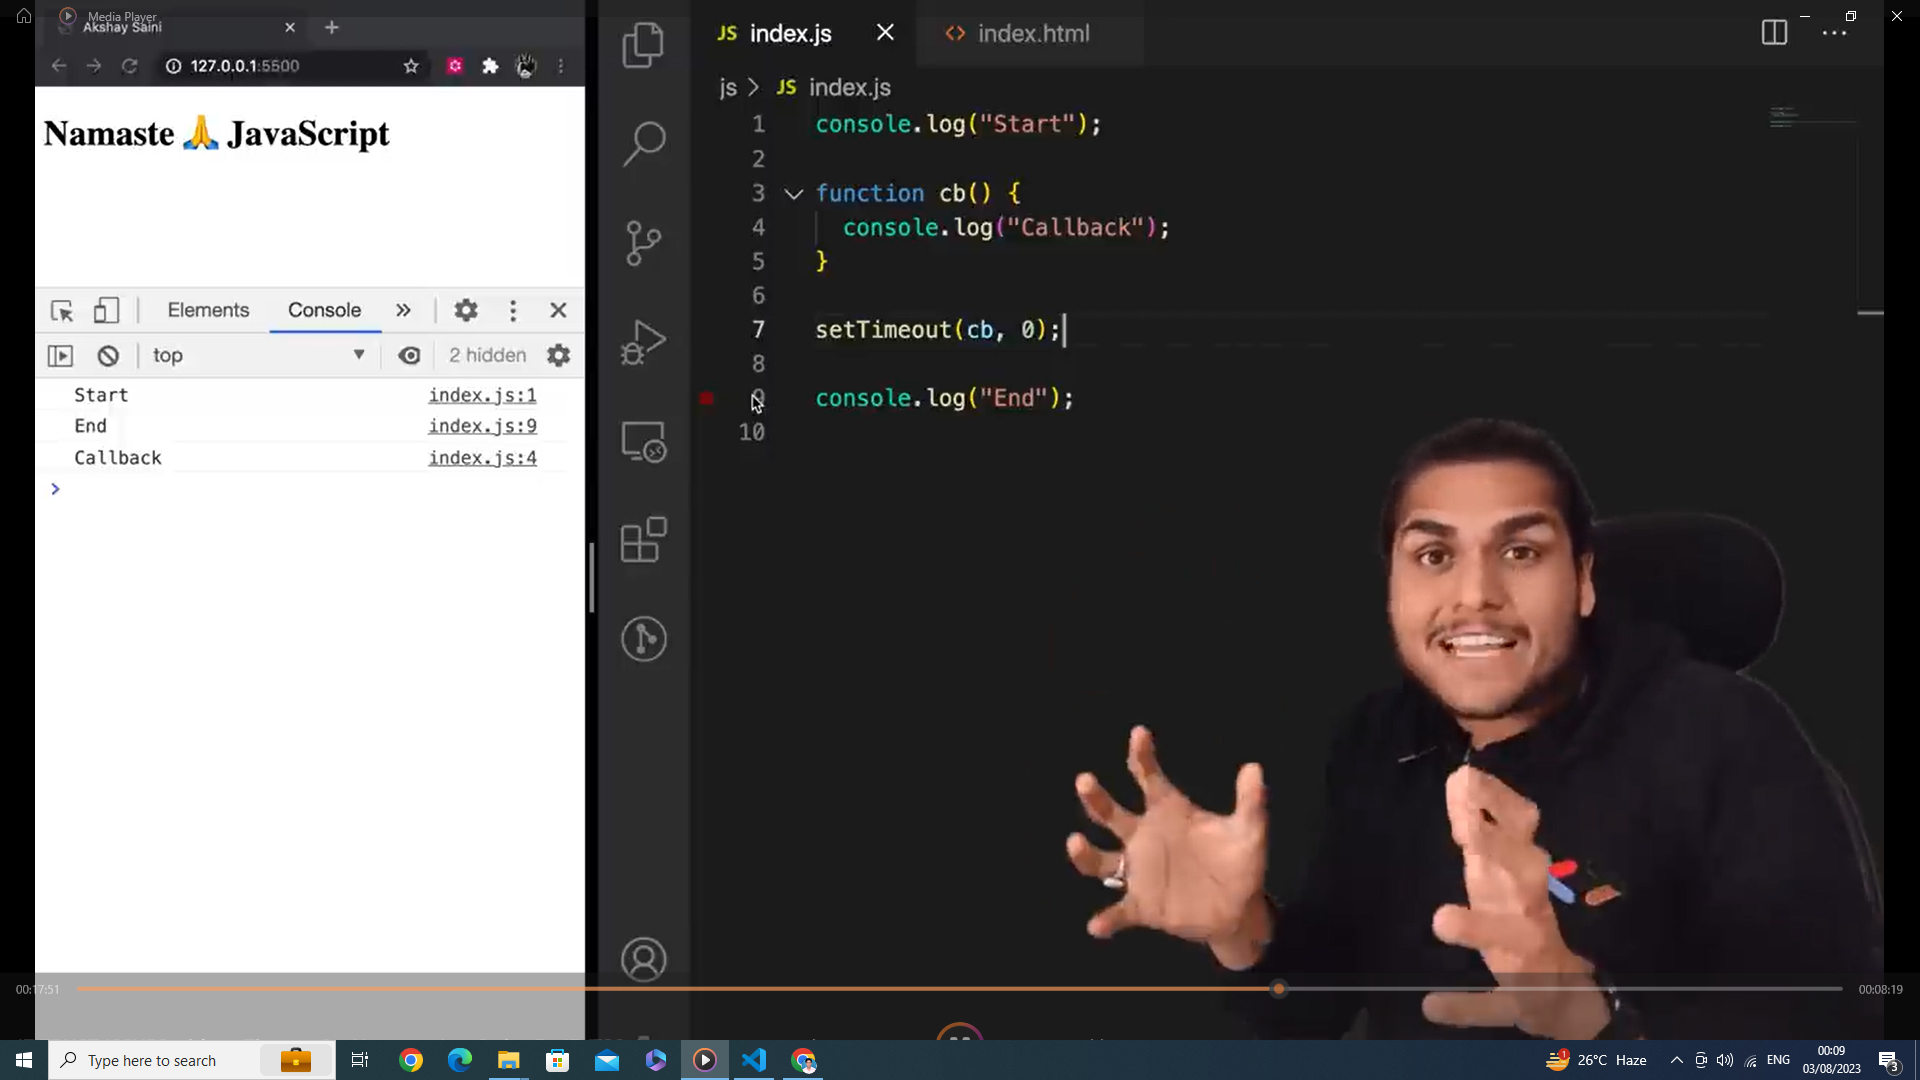 Media Player
Akshay Saini
127.0.0.1:5500
Namaste 🙏 JavaScript
Elements
Console
top
2 hidden
Start index.js:1
End index.js:9
Callback index.js:4
JS index.js
index.html
js > JS index.js
1 console.log("Start");
2
3 function cb() {
4 console.log("Callback");
5 }
6
7 setTimeout(cb, 0);
8
9 console.log("End");
10
00:17:51
00:08:19
Type here to search
1
26°C Haze
ENG
00:09
03/08/2023
3